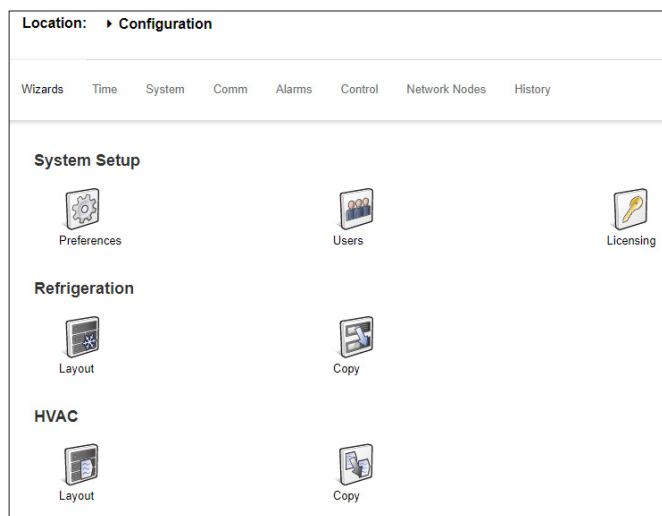 Location: Configuration
Wizards Time System Comm Alarms Control Network Nodes History
System Setup
Preferences Users Licensing
Refrigeration
Layout Copy
HVAC
Layout Copy